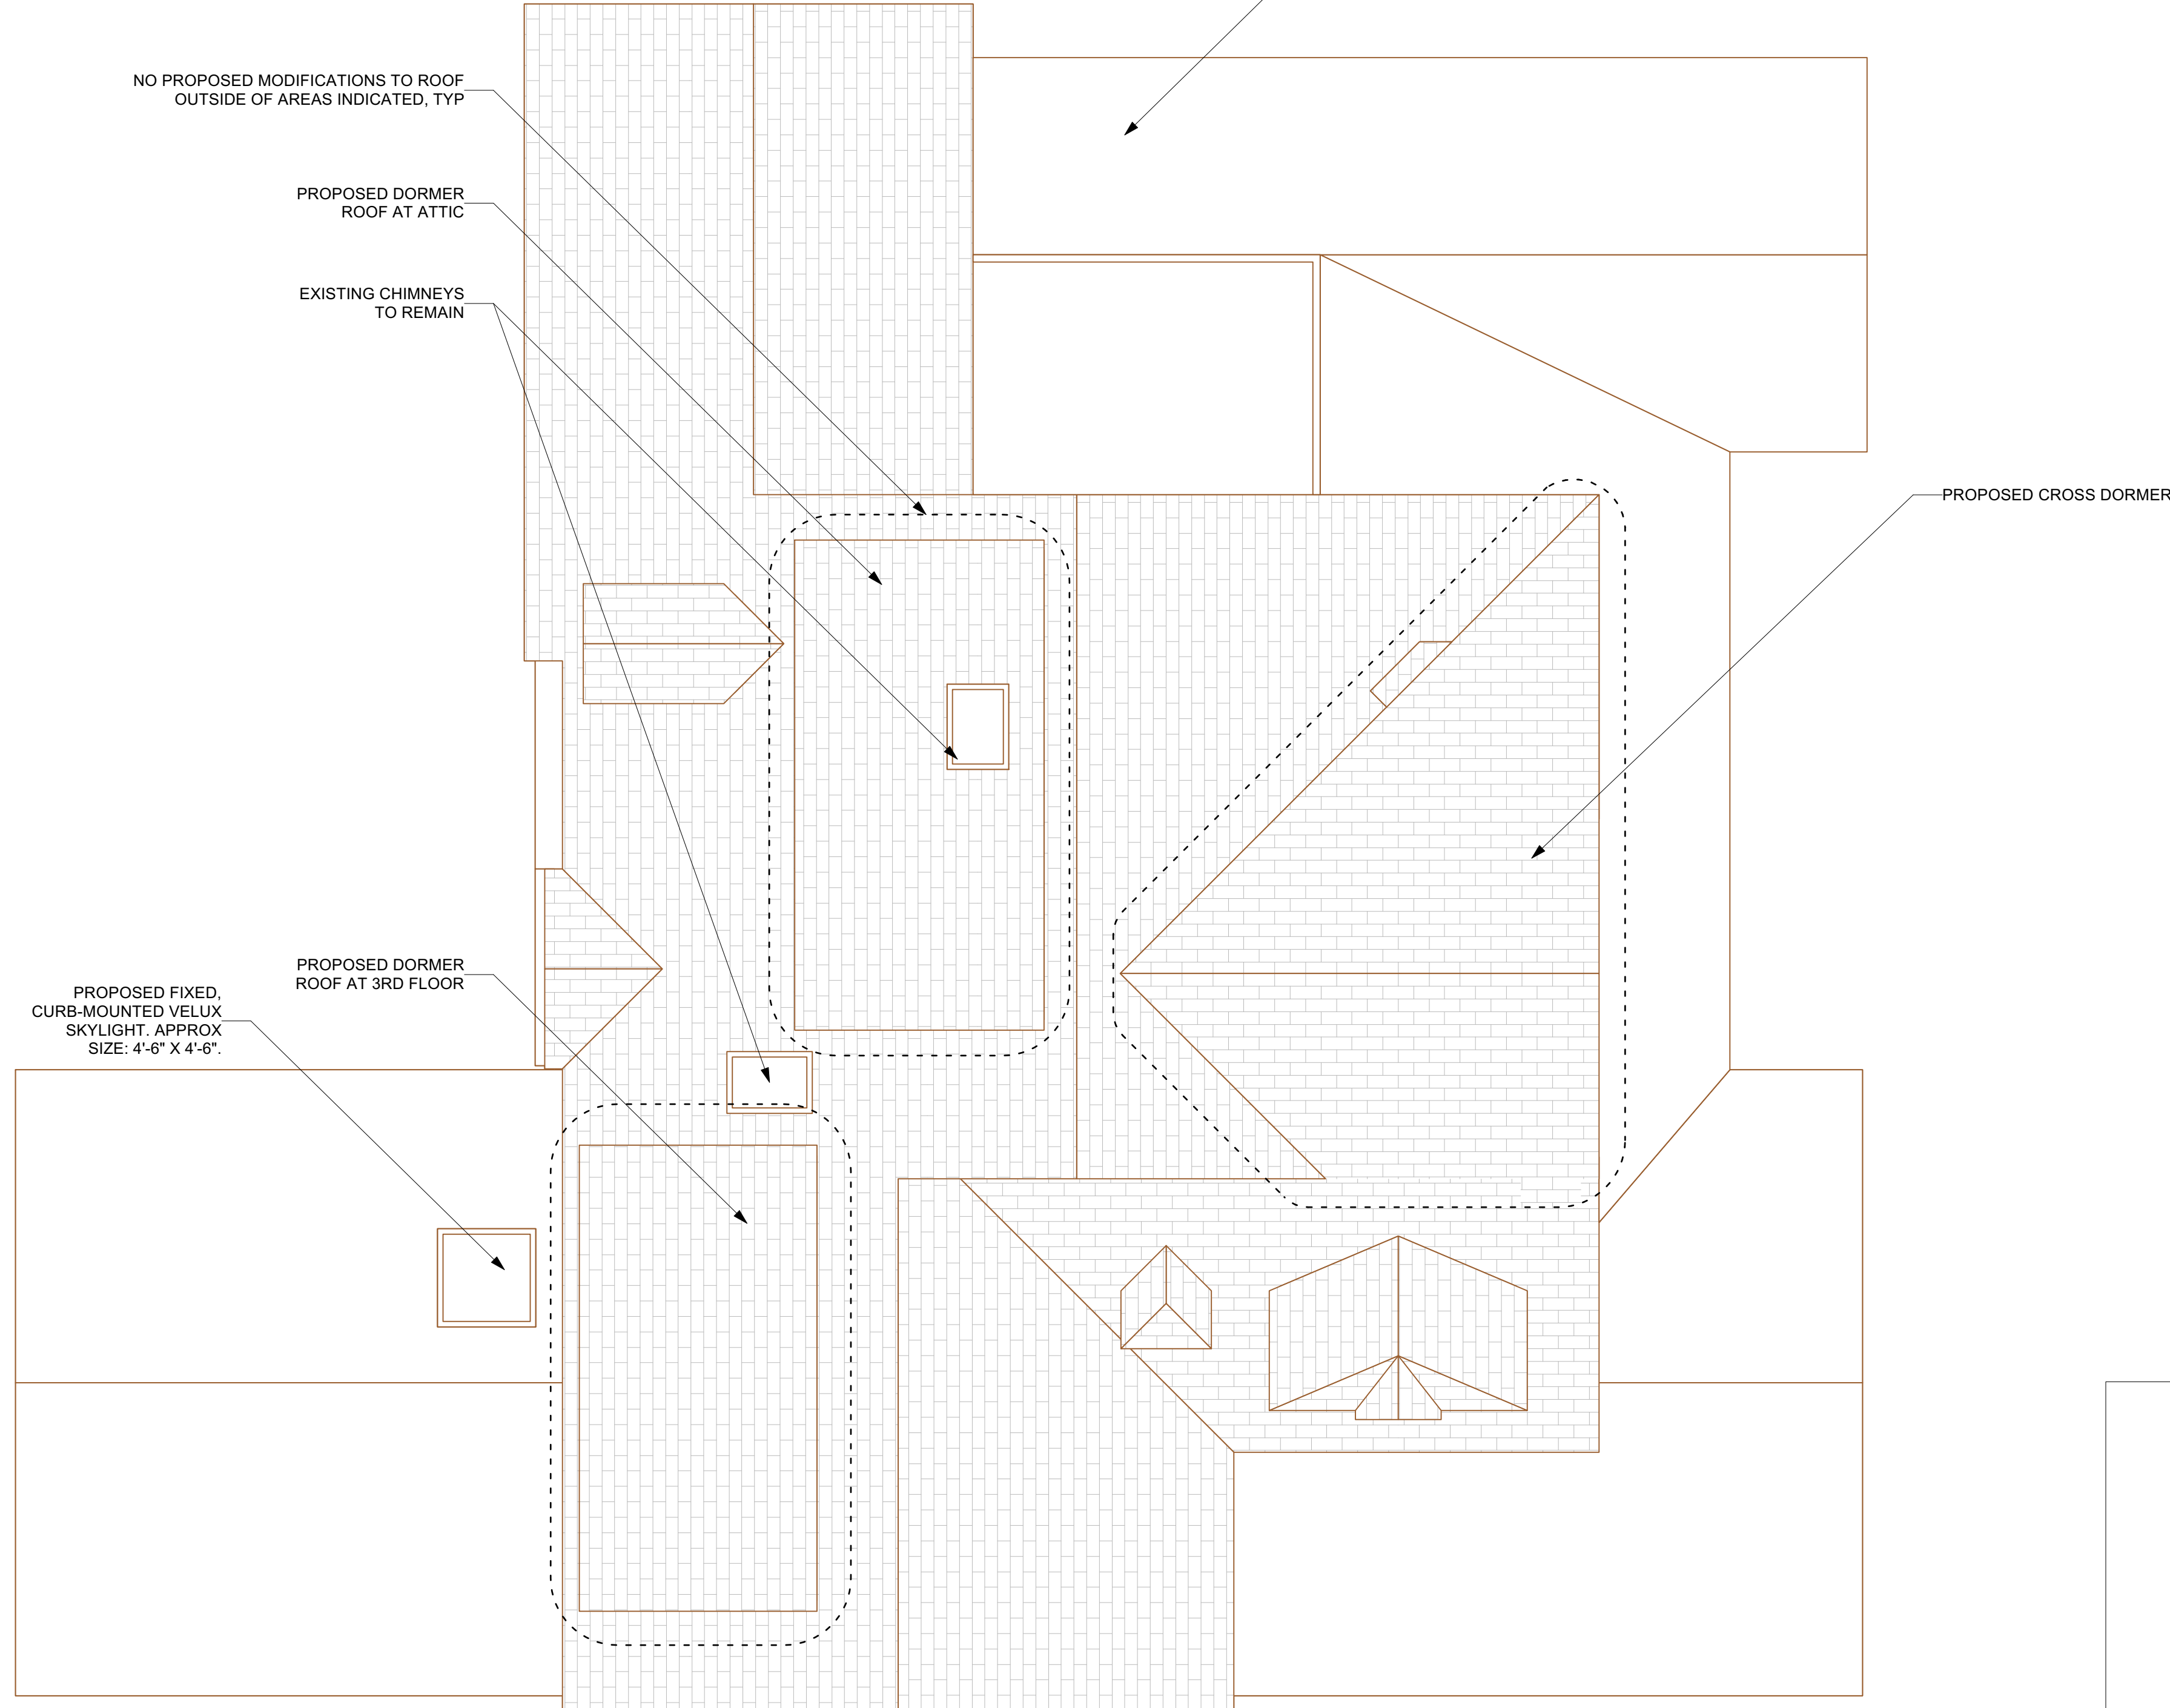 NO PROPOSED MODIFICATIONS TO ROOF
OUTSIDE OF AREAS INDICATED, TYP
PROPOSED DORMER
ROOF AT ATTIC
EXISTING CHIMNEYS
TO REMAIN
PROPOSED CROSS DORMER
PROPOSED DORMER
ROOF AT 3RD FLOOR
PROPOSED FIXED,
CURB-MOUNTED VELUX
SKYLIGHT. APPROX
SIZE: 4'-6" X 4'-6".